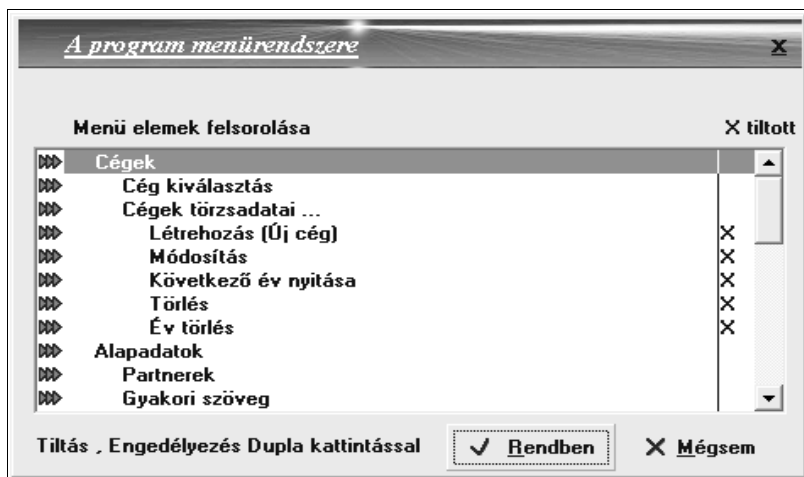 A program menürendszere x
Menü elemek felsorolása X tiltott
Cégek
Cég kiválasztás
Cégek törzsadatai ...
Létrehozás (Új cég) X
Módosítás X
Következő év nyitása X
Törlés X
Év törlés X
Alapadatok
Partnerek
Gyakori szöveg
Tiltás , Engedélyezés Dupla kattintással Rendben Mégsem